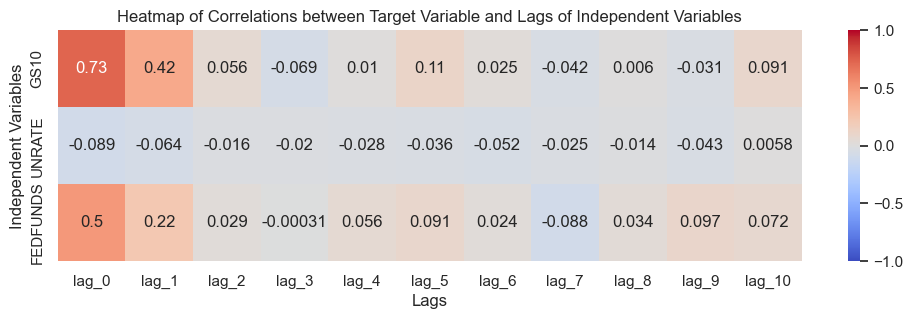 Heatmap of Correlations between Target Variable and Lags of Independent Variables
Independent Variables
GS10
0.73 0.42 0.056 -0.069 0.01 0.11 0.025 -0.042 0.006 -0.031 0.091
UNRATE
-0.089 -0.064 -0.016 -0.02 -0.028 -0.036 -0.052 -0.025 -0.014 -0.043 0.0058
FEDFUNDS
0.5 0.22 0.029 -0.00031 0.056 0.091 0.024 -0.088 0.034 0.097 0.072
lag_0 lag_1 lag_2 lag_3 lag_4 lag_5 lag_6 lag_7 lag_8 lag_9 lag_10
Lags
1.0
0.5
0.0
−0.5
−1.0